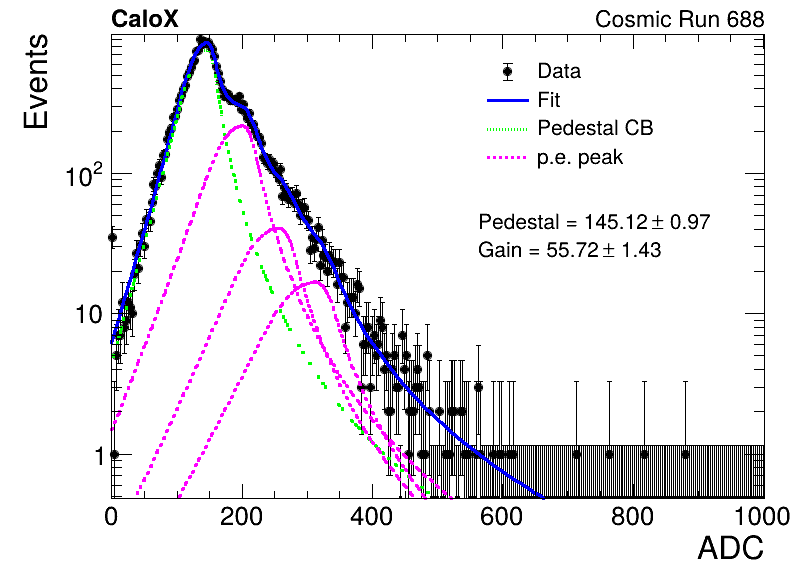 CaloX Cosmic Run 688
Events
Data
Fit
Pedestal CB
p.e. peak
Pedestal = 145.12 ± 0.97
Gain = 55.72 ± 1.43
10²
10
1
0 200 400 600 800 1000
ADC